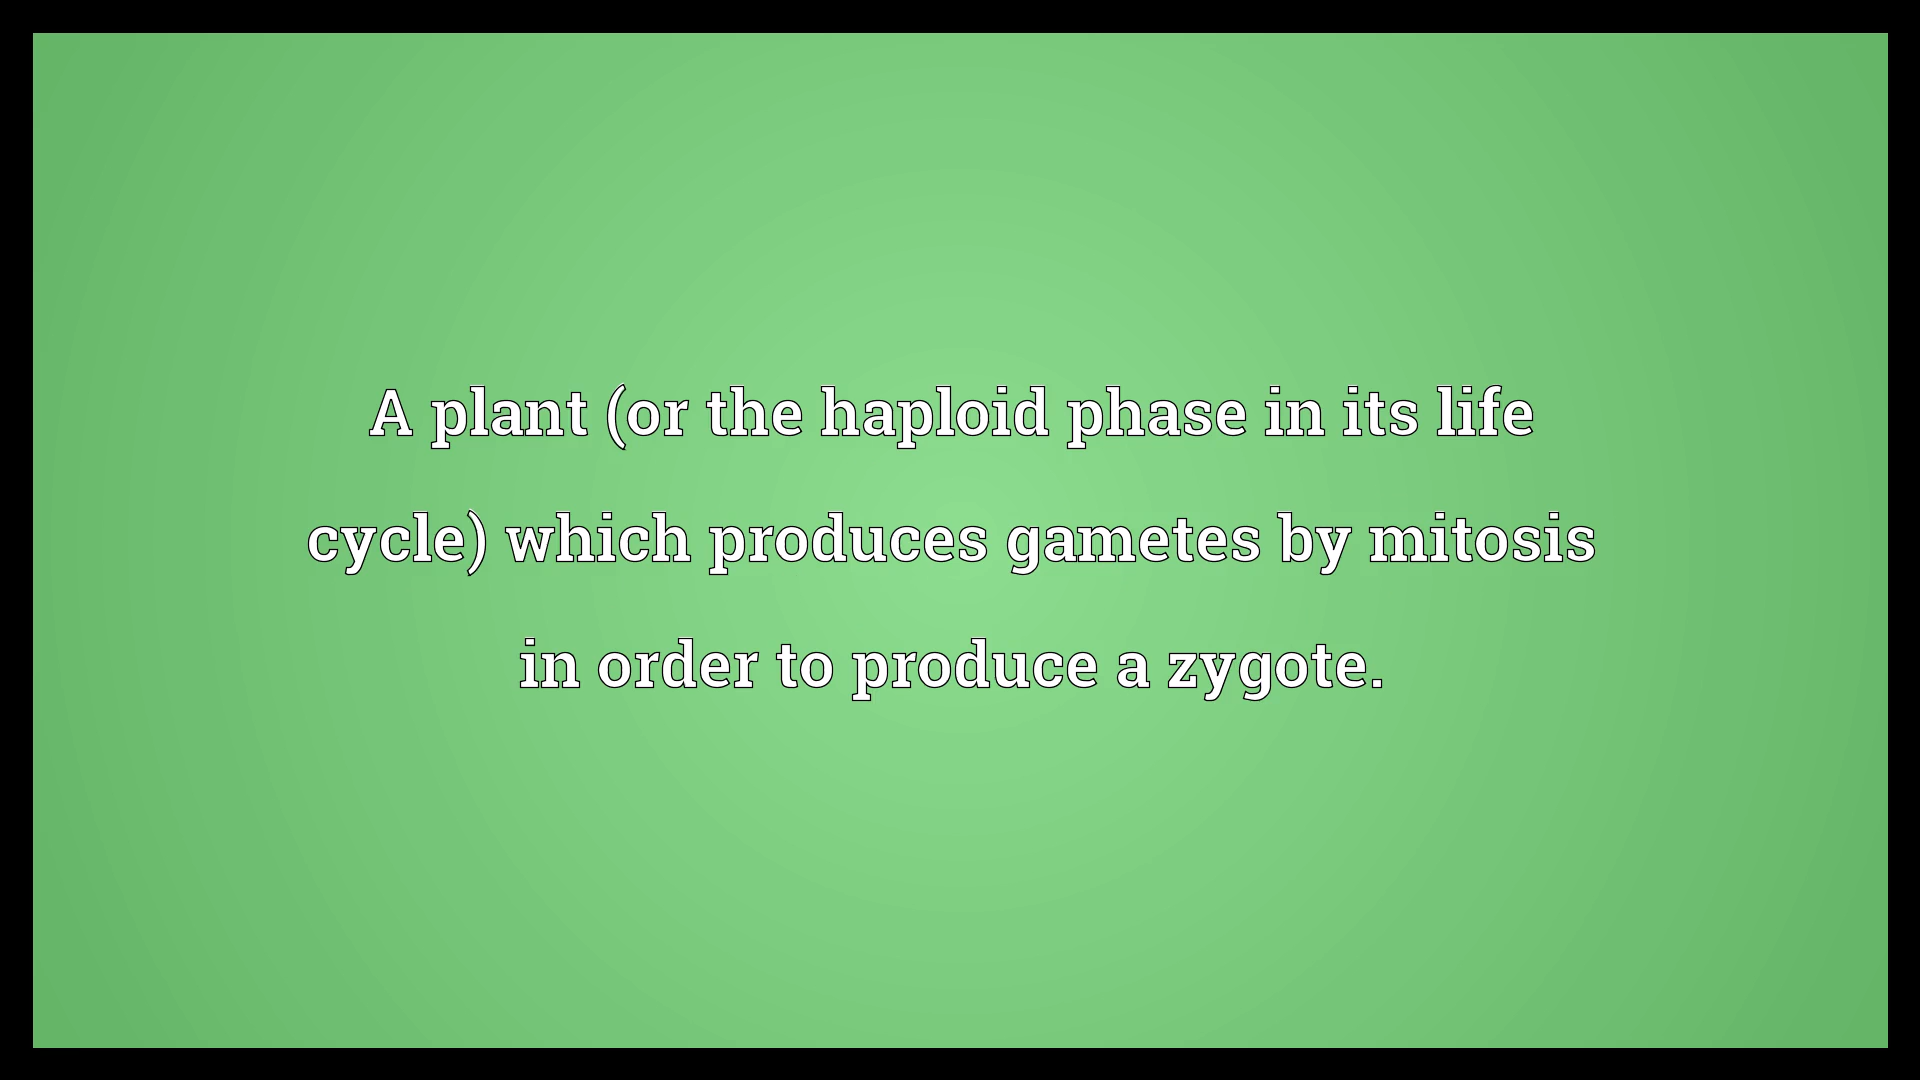 A plant (or the haploid phase in its life
cycle) which produces gametes by mitosis
in order to produce a zygote.